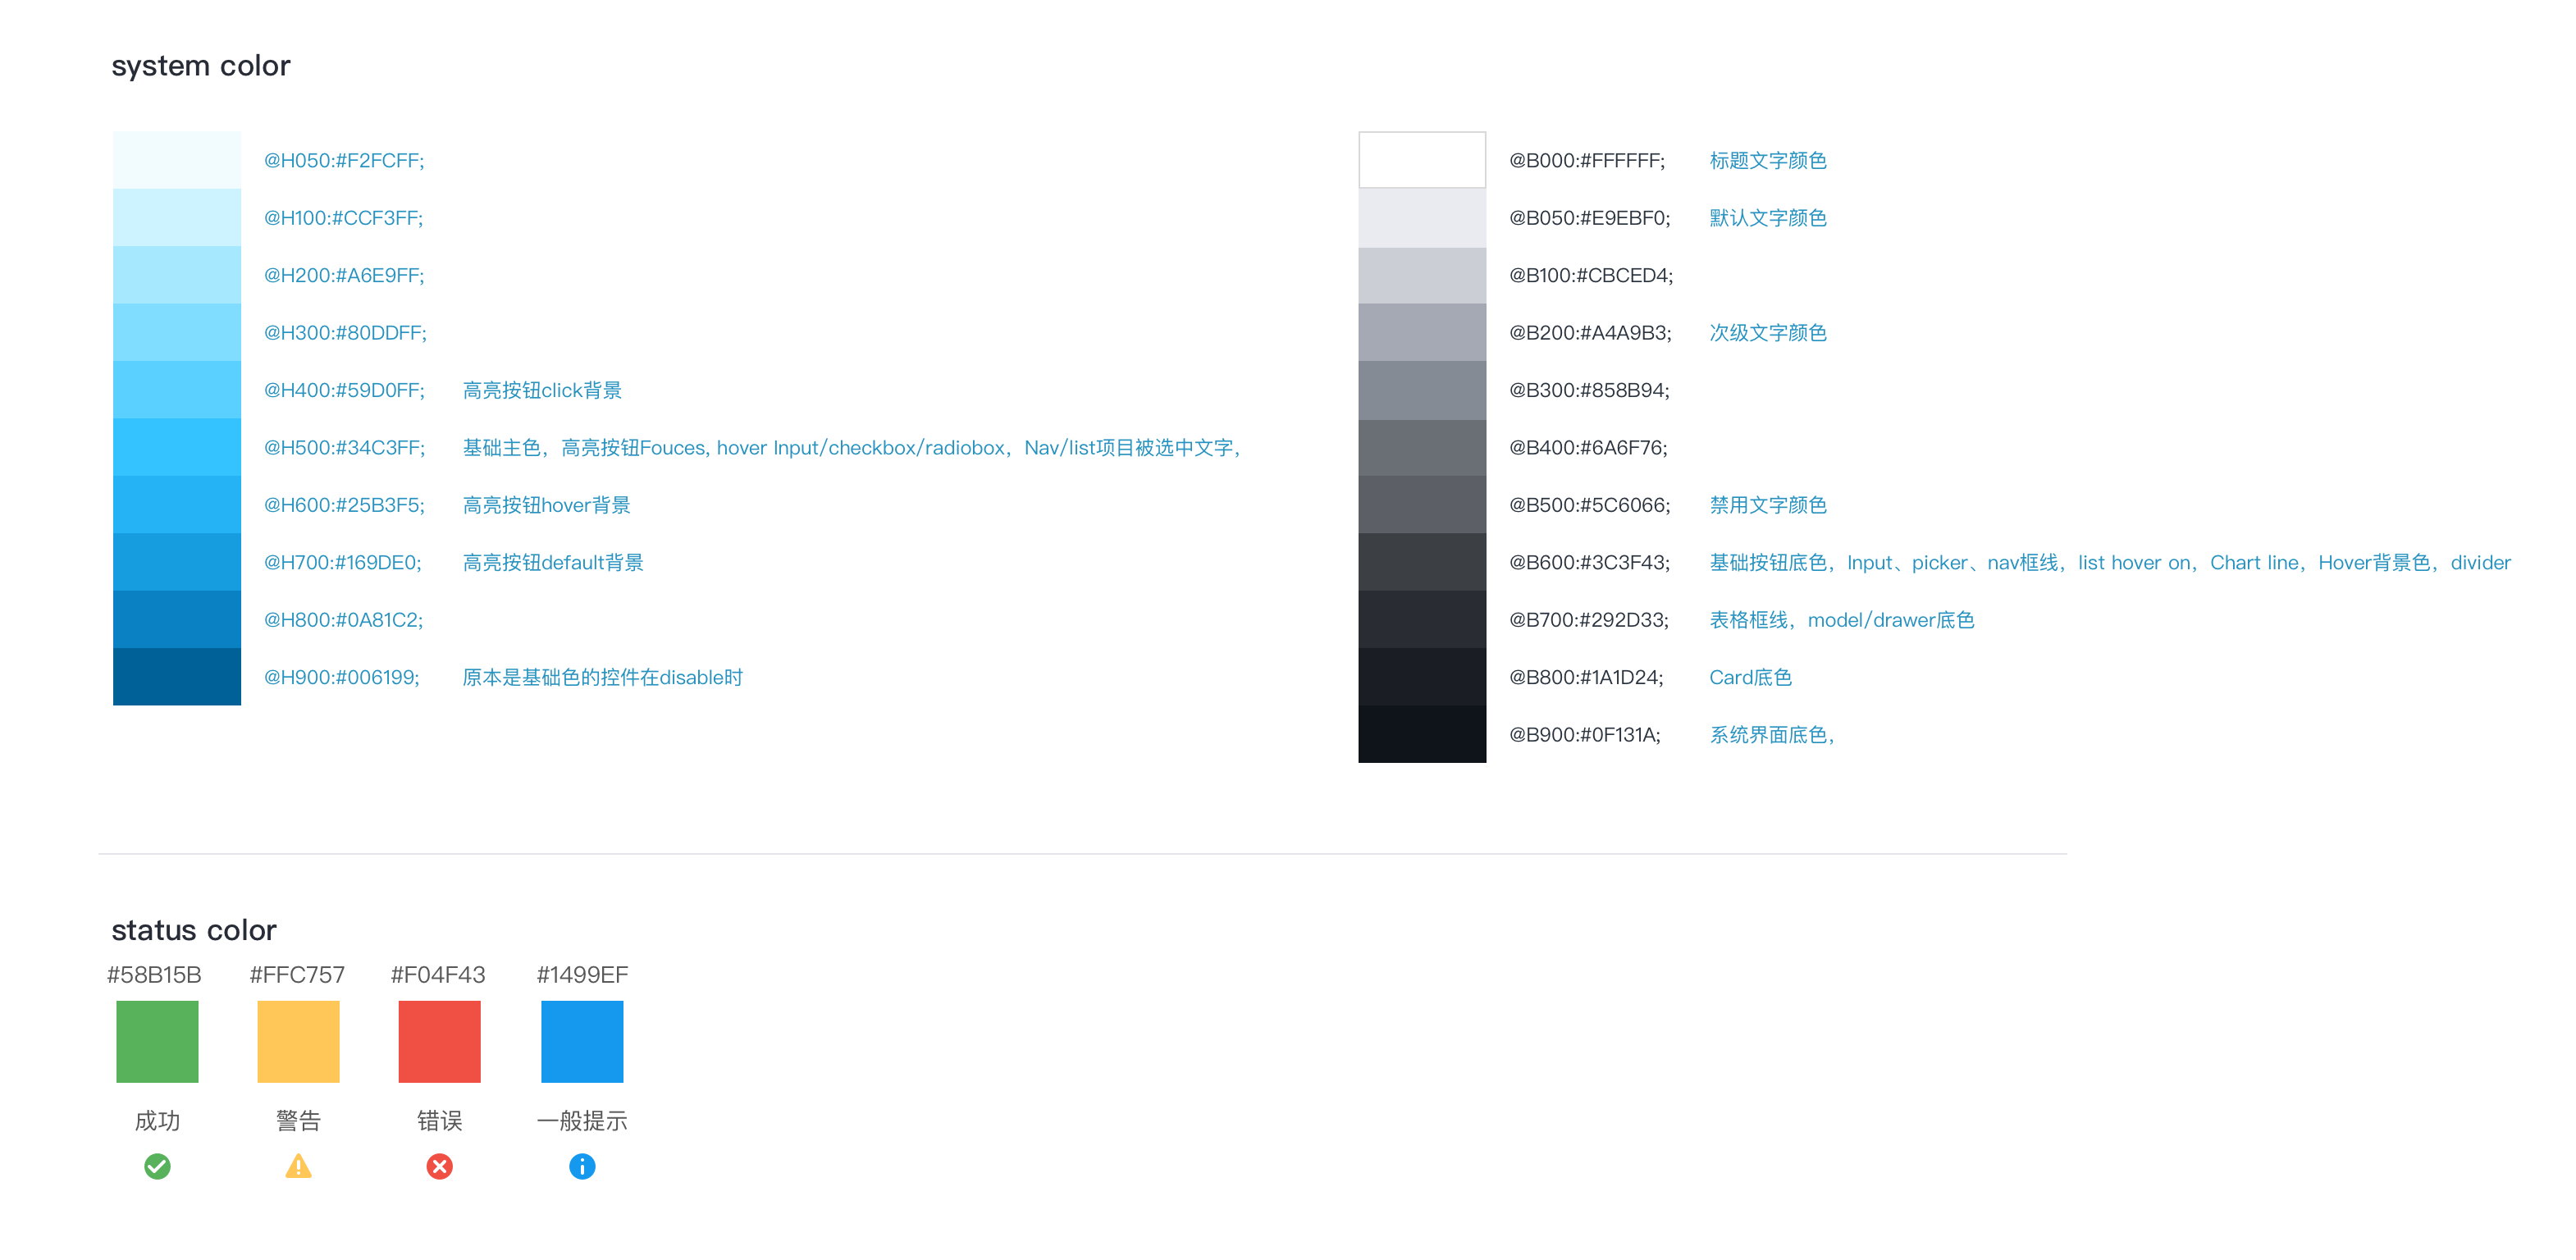 system color
@H050:#F2FCFF;
@H100:#CCF3FF;
@H200:#A6E9FF;
@H300:#80DDFF;
@H400:#59D0FF; 高亮按钮click背景
@H500:#34C3FF; 基础主色，高亮按钮Fouces, hover Input/checkbox/radiobox，Nav/list项目被选中文字，
@H600:#25B3F5; 高亮按钮hover背景
@H700:#169DE0; 高亮按钮default背景
@H800:#0A81C2;
@H900:#006199; 原本是基础色的控件在disable时
@B000:#FFFFFF; 标题文字颜色
@B050:#E9EBF0; 默认文字颜色
@B100:#CBCED4;
@B200:#A4A9B3; 次级文字颜色
@B300:#858B94;
@B400:#6A6F76;
@B500:#5C6066; 禁用文字颜色
@B600:#3C3F43; 基础按钮底色，Input、picker、nav框线，list hover on，Chart line，Hover背景色，divider
@B700:#292D33; 表格框线，model/drawer底色
@B800:#1A1D24; Card底色
@B900:#0F131A; 系统界面底色，
status color
#58B15B #FFC757 #F04F43 #1499EF
成功 警告 错误 一般提示